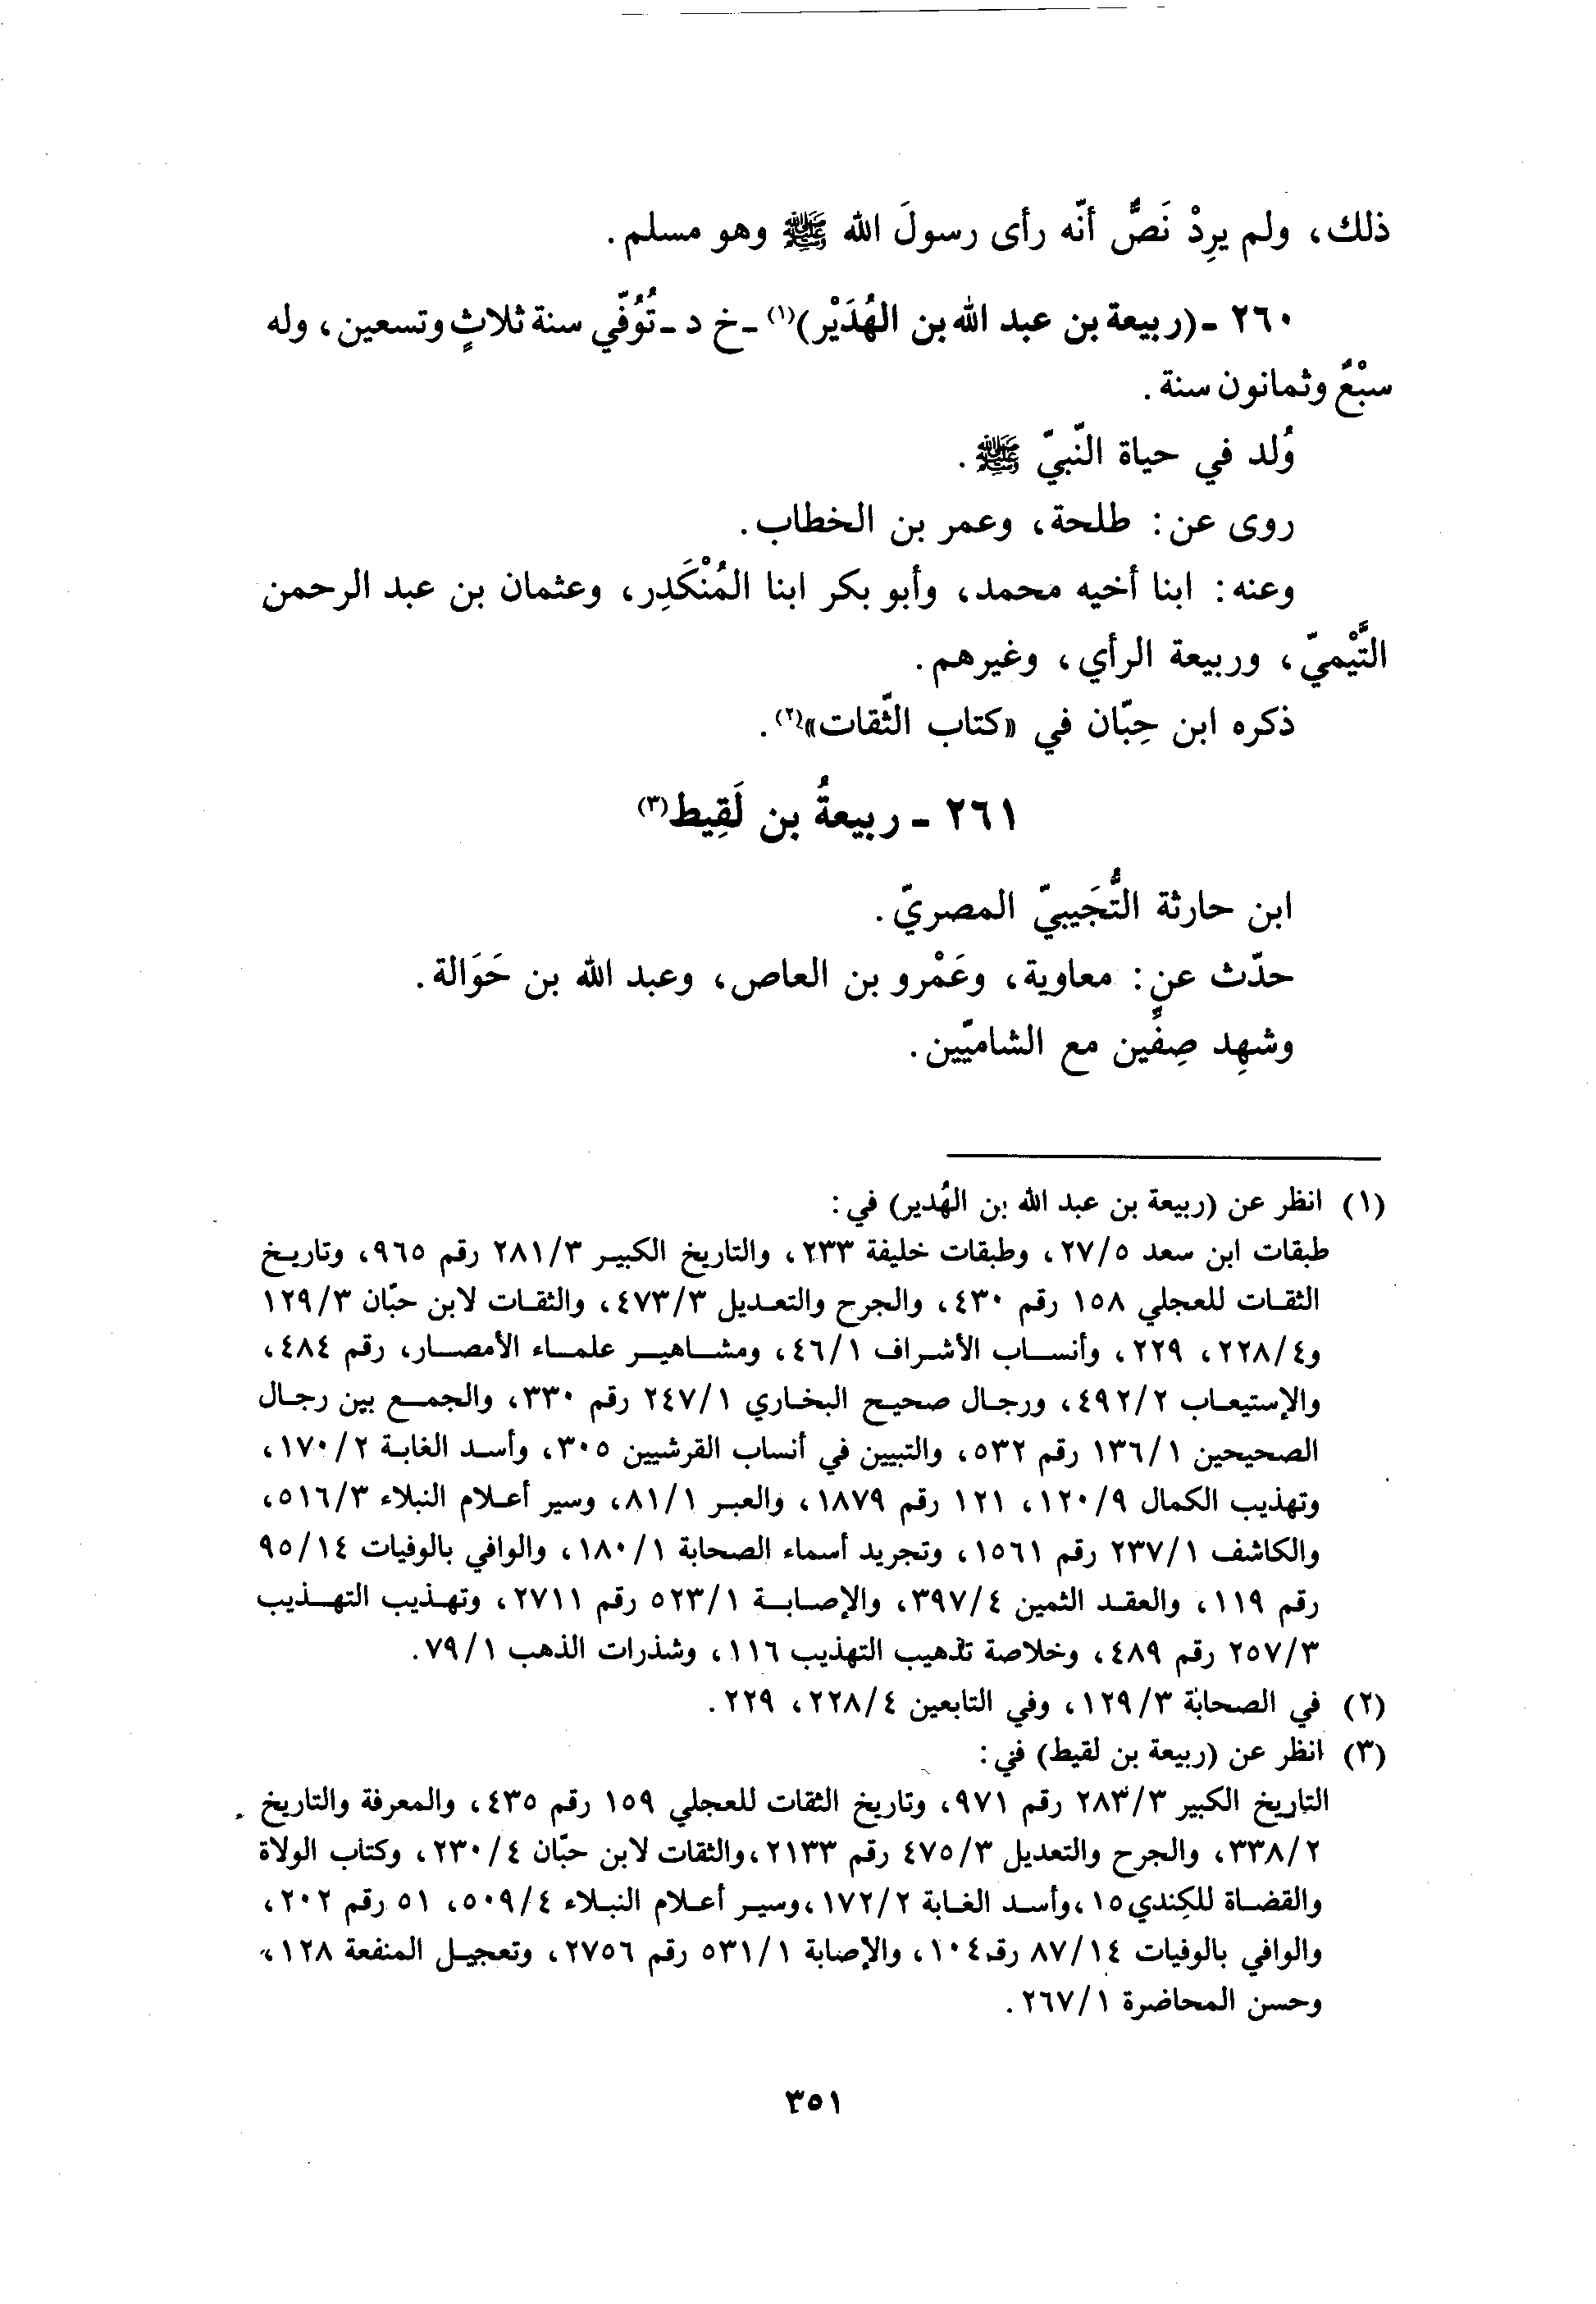 ذلك، ولم يرِدْ نَصٌّ أنّه رأى رسولَ الله ﷺ وهو مسلم.
٢٦٠ - (ربيعة بن عبد الله بن الهُدَيْر)(١) - خ د - تُوُفّي سنة ثلاثٍ وتسعين، وله
سبْعٌ وثمانون سنة.
وُلد في حياة النّبيّ ﷺ.
روى عن: طلحة، وعمر بن الخطاب.
وعنه: ابنا أخيه محمد، وأبو بكر ابنا المُنْكَدِر، وعثمان بن عبد الرحمن
التَّيْميّ، وربيعة الرأي، وغيرهم.
ذكره ابن حِبّان في «كتاب الثّقات»(٢).
٢٦١ - ربيعةُ بن لَقِيط(٣)
ابن حارثة التُّجَيبيّ المصريّ.
حدّث عن: معاوية، وعَمْرو بن العاص، وعبد الله بن حَوَالة.
وشهِد صِفِّين مع الشاميّين.
(١) انظر عن (ربيعة بن عبد الله بن الهُدير) في:
طبقات ابن سعد ٢٧/٥، وطبقات خليفة ٢٣٣، والتاريخ الكبير ٢٨١/٣ رقم ٩٦٥، وتاريخ
الثقات للعجلي ١٥٨ رقم ٤٣٠، والجرح والتعديل ٤٧٣/٣، والثقات لابن حبّان ١٢٩/٣
و٢٢٨/٤، ٢٢٩، وأنساب الأشراف ٤٦/١، ومشاهير علماء الأمصار، رقم ٤٨٤،
والإستيعاب ٤٩٢/٢، ورجال صحيح البخاري ٢٤٧/١ رقم ٣٣٠، والجمع بين رجال
الصحيحين ١٣٦/١ رقم ٥٣٢، والتبيين في أنساب القرشيين ٣٠٥، وأسد الغابة ١٧٠/٢،
وتهذيب الكمال ١٢٠/٩، ١٢١ رقم ١٨٧٩، والعبر ٨١/١، وسير أعلام النبلاء ٥١٦/٣،
والكاشف ٢٣٧/١ رقم ١٥٦١، وتجريد أسماء الصحابة ١٨٠/١، والوافي بالوفيات ٩٥/١٤
رقم ١١٩، والعقد الثمين ٣٩٧/٤، والإصابة ٥٢٣/١ رقم ٢٧١١، وتهذيب التهذيب
٢٥٧/٣ رقم ٤٨٩، وخلاصة تذهيب التهذيب ١١٦، وشذرات الذهب ٧٩/١.
(٢) في الصحابة ١٢٩/٣، وفي التابعين ٢٢٨/٤، ٢٢٩.
(٣) انظر عن (ربيعة بن لقيط) في:
التاريخ الكبير ٢٨٣/٣ رقم ٩٧١، وتاريخ الثقات للعجلي ١٥٩ رقم ٤٣٥، والمعرفة والتاريخ
٣٣٨/٢، والجرح والتعديل ٤٧٥/٣ رقم ٢١٣٣، والثقات لابن حبّان ٢٣٠/٤، وكتاب الولاة
والقضاة للكِندي ١٥، وأسد الغابة ١٧٢/٢، وسير أعلام النبلاء ٥٠٩/٤، ٥١ رقم ٢٠٢،
والوافي بالوفيات ٨٧/١٤ رقـ ١٠٤، والإصابة ٥٣١/١ رقم ٢٧٥٦، وتعجيل المنفعة ١٢٨،
وحسن المحاضرة ٢٦٧/١.
٣٥١